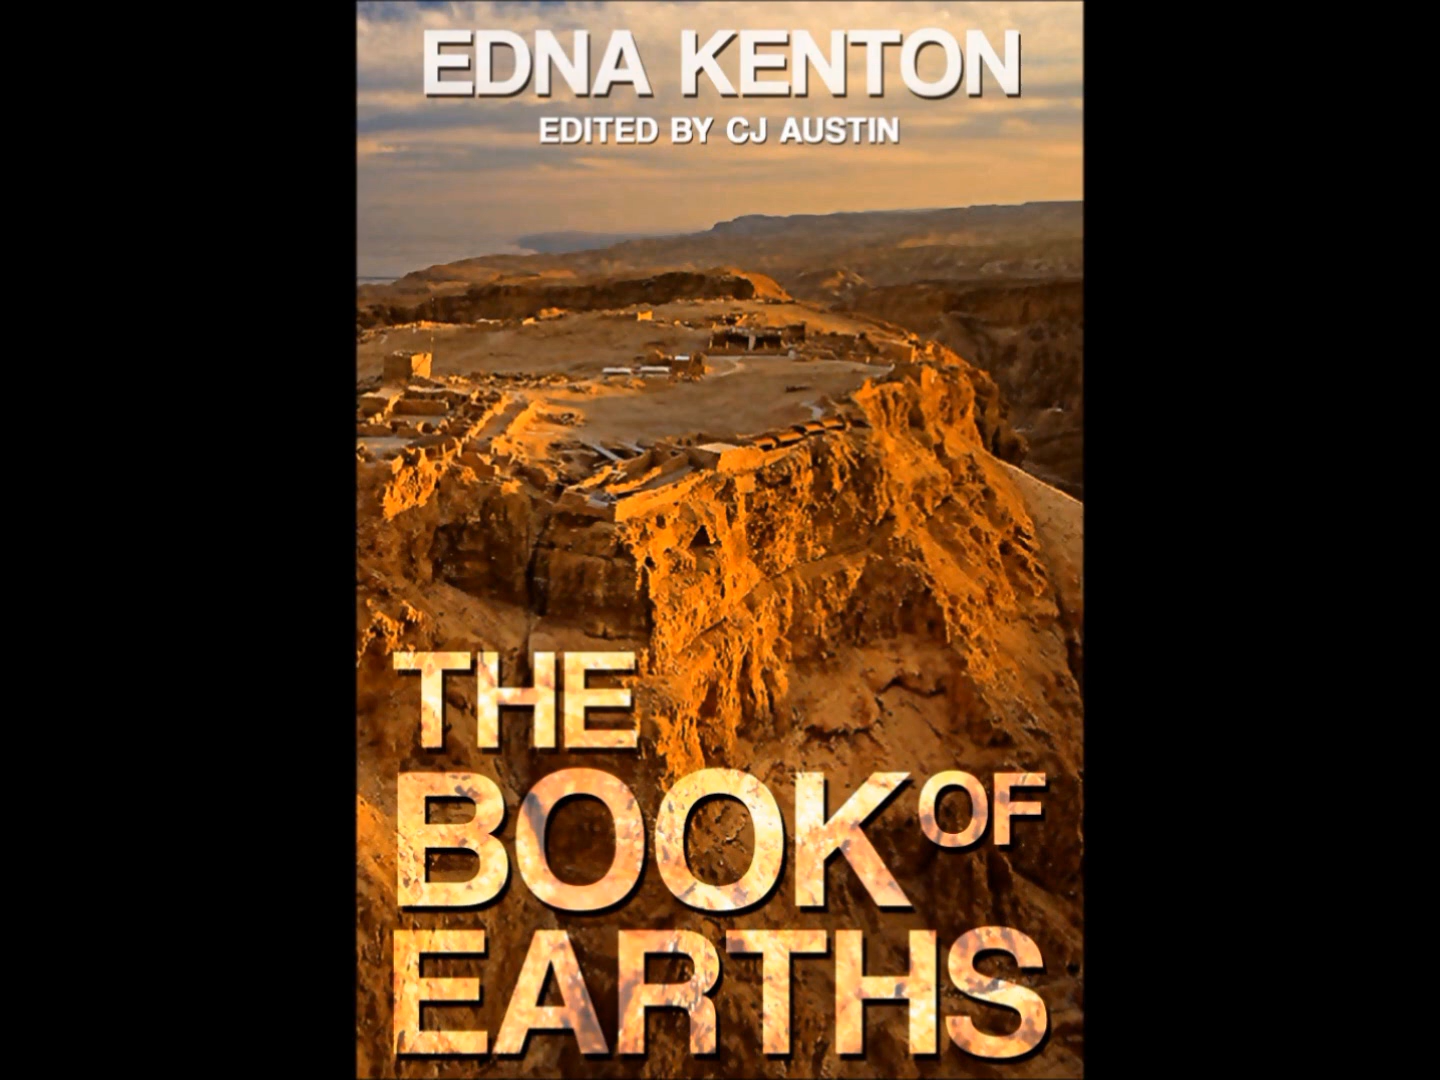 EDNA KENTON
EDITED BY CJ AUSTIN
THE
BOOK OF
EARTHS